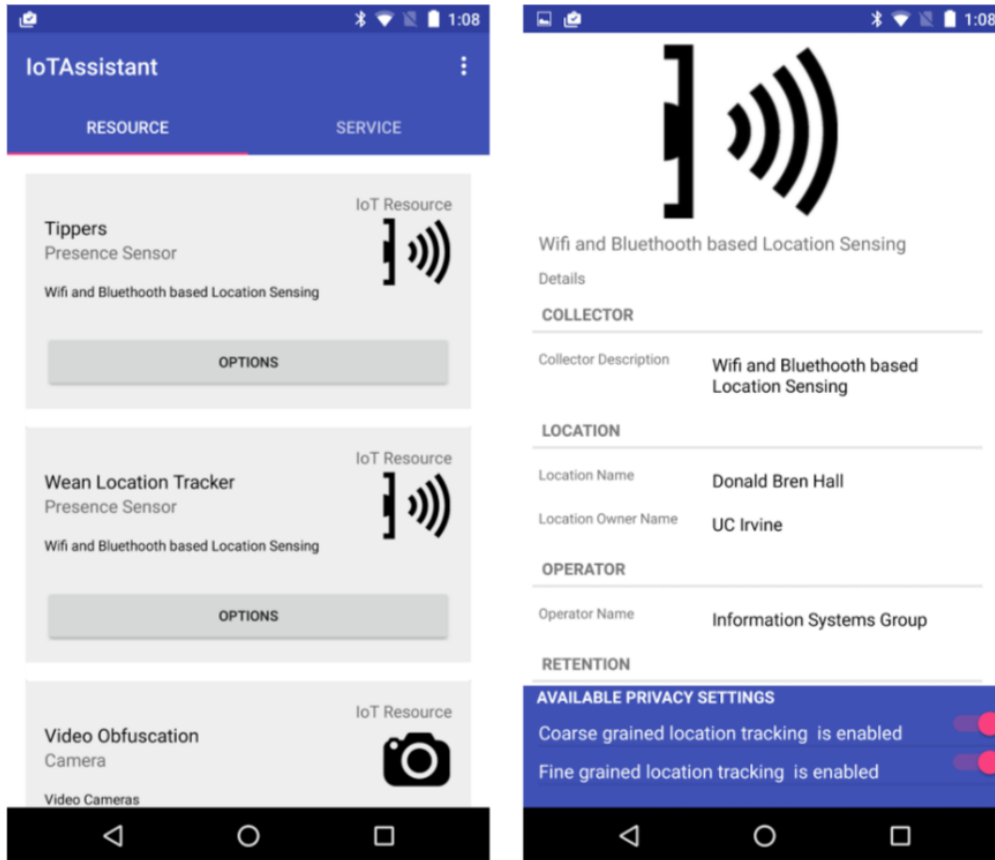 1:08
IoTAssistant
RESOURCE
SERVICE
IoT Resource
Tippers
Presence Sensor
Wifi and Bluethooth based Location Sensing
OPTIONS
IoT Resource
Wean Location Tracker
Presence Sensor
Wifi and Bluethooth based Location Sensing
OPTIONS
IoT Resource
Video Obfuscation
Camera
Video Cameras
1:08
Wifi and Bluethooth based Location Sensing
Details
COLLECTOR
Collector Description
Wifi and Bluethooth based
Location Sensing
LOCATION
Location Name
Donald Bren Hall
Location Owner Name
UC Irvine
OPERATOR
Operator Name
Information Systems Group
RETENTION
AVAILABLE PRIVACY SETTINGS
Coarse grained location tracking is enabled
Fine grained location tracking is enabled